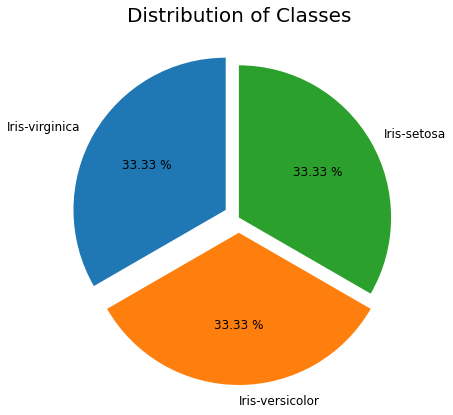 Distribution of Classes
Iris-virginica
Iris-setosa
33.33 %
33.33 %
33.33 %
Iris-versicolor